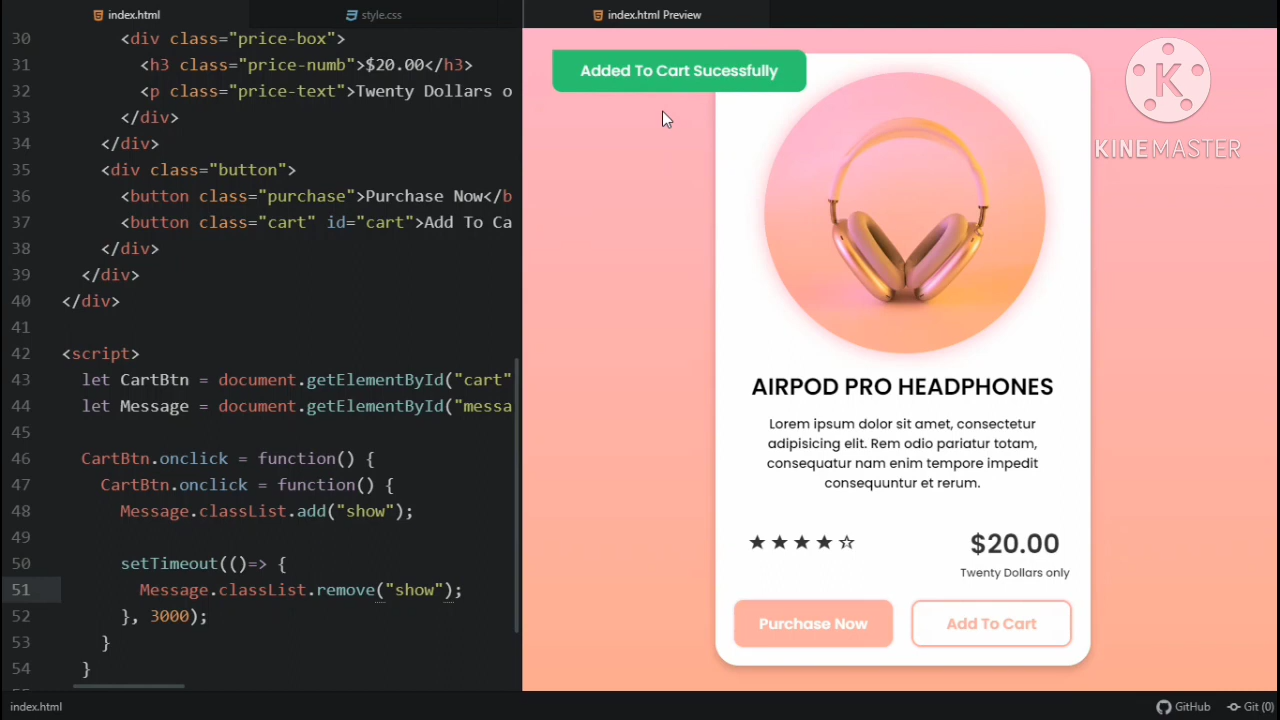 index.html
style.css
index.html Preview
30 <div class="price-box">
31 <h3 class="price-numb">$20.00</h3>
32 <p class="price-text">Twenty Dollars o
33 </div>
34 </div>
35 <div class="button">
36 <button class="purchase">Purchase Now</b
37 <button class="cart" id="cart">Add To Ca
38 </div>
39 </div>
40 </div>
41
42 <script>
43 let CartBtn = document.getElementById("cart"
44 let Message = document.getElementById("messa
45
46 CartBtn.onclick = function() {
47 CartBtn.onclick = function() {
48 Message.classList.add("show");
49
50 setTimeout(()=> {
51 Message.classList.remove("show");
52 }, 3000);
53 }
54 }
Added To Cart Sucessfully
K
KINEMASTER
AIRPOD PRO HEADPHONES
Lorem ipsum dolor sit amet, consectetur
adipisicing elit. Rem odio pariatur totam,
consequatur nam enim tempore impedit
consequuntur et rerum.
★ ★ ★ ★ ☆
$20.00
Twenty Dollars only
Purchase Now
Add To Cart
index.html
GitHub
Git (0)